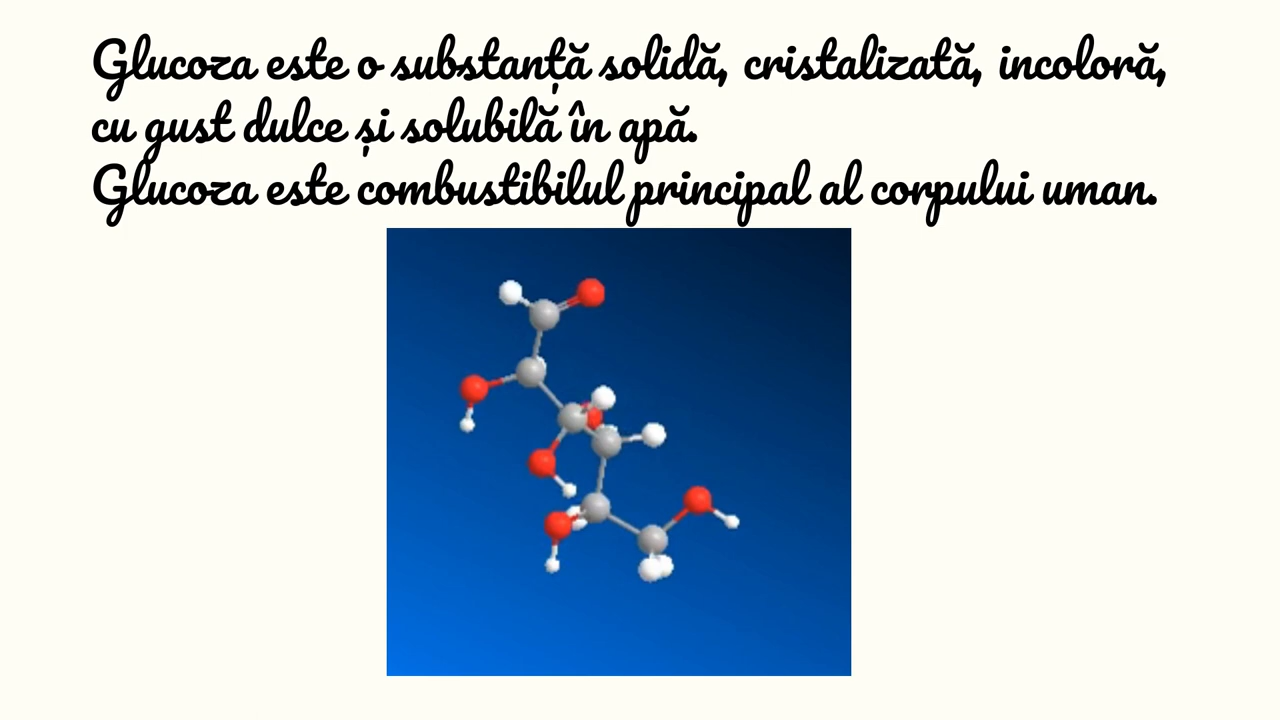 Glucoza este o substanță solidă, cristalizată, incoloră,
cu gust dulce și solubilă în apă.
Glucoza este combustibilul principal al corpului uman.